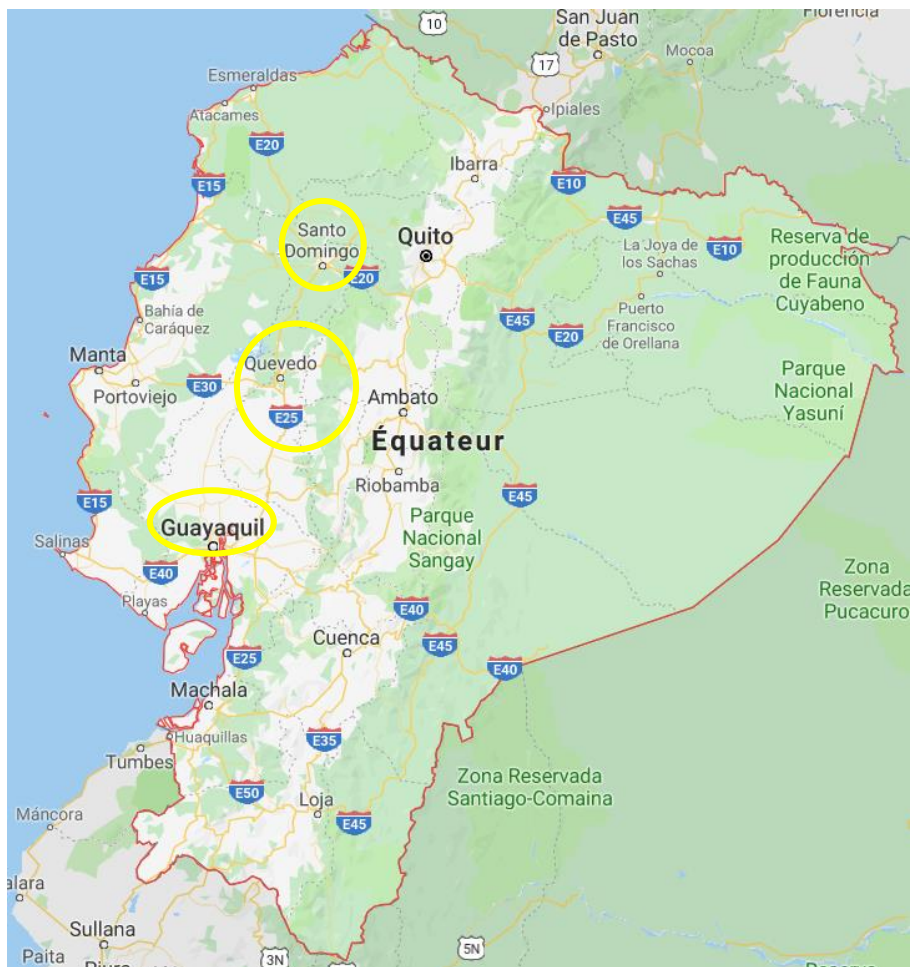 10
Florencia
San Juan
de Pasto
Mocoa
17
Esmeraldas
Atacames
Ipiales
E20
Ibarra
E15
E10
Santo
Domingo
Quito
E45
E10
La Joya de
los Sachas
Reserva de
producción
de Fauna
Cuyabeno
E15
E20
Bahía de
Caráquez
E45
E20
Puerto
Francisco
de Orellana
Manta
Quevedo
E30
Portoviejo
E25
Ambato
Parque
Nacional
Yasuní
Équateur
Riobamba
E15
E45
Parque
Nacional
Sangay
Guayaquil
Salinas
E40
Zona
Reservada
Pucacuro
Playas
E40
Cuenca
E45
E25
E40
Machala
Huaquillas
E35
Tumbes
Zona Reservada
Santiago-Comaina
E50
Loja
E45
Máncora
alara
Sullana
Paita
3N
5N